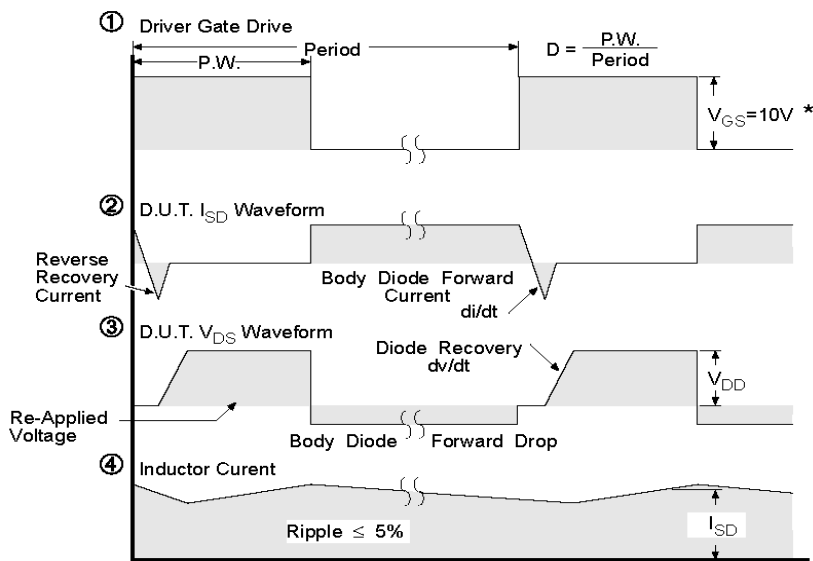 ① Driver Gate Drive
Period
P.W.
D = P.W. / Period
V_GS=10V *
② D.U.T. I_SD Waveform
Reverse
Recovery
Current
Body Diode Forward
Current
di/dt
③ D.U.T. V_DS Waveform
Diode Recovery
dv/dt
V_DD
Re-Applied
Voltage
Body Diode Forward Drop
④ Inductor Curent
Ripple ≤ 5%
I_SD